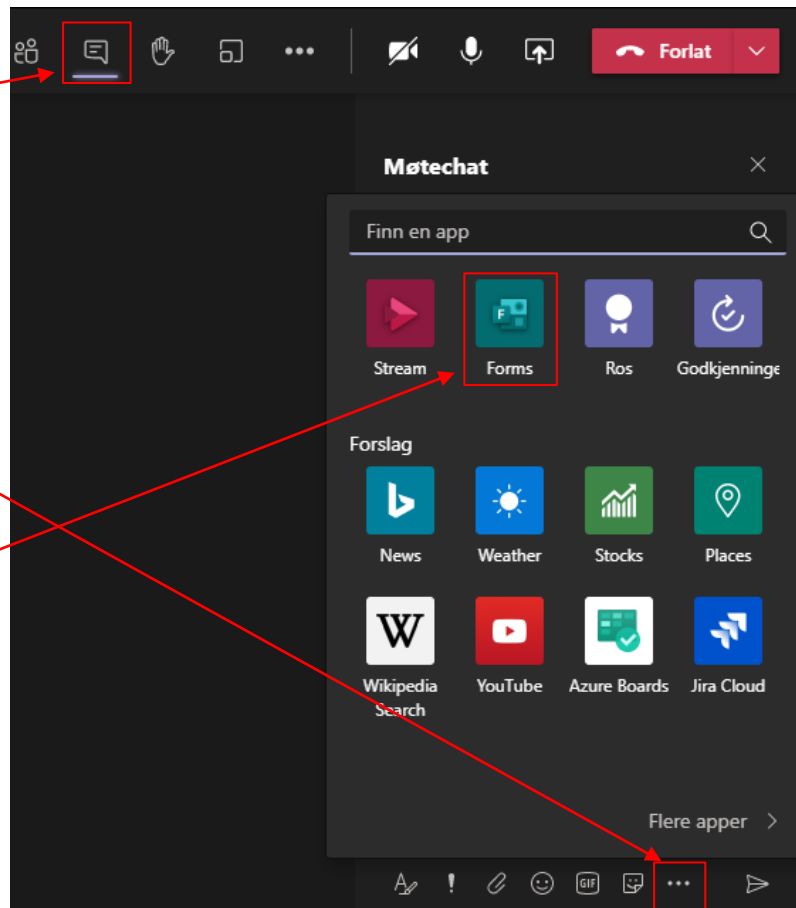 Forlat
Møtechat
Finn en app
F
Stream Forms Ros Godkjenninge
Forslag
News Weather Stocks Places
W
Wikipedia Search YouTube Azure Boards Jira Cloud
Flere apper
A ! GIF